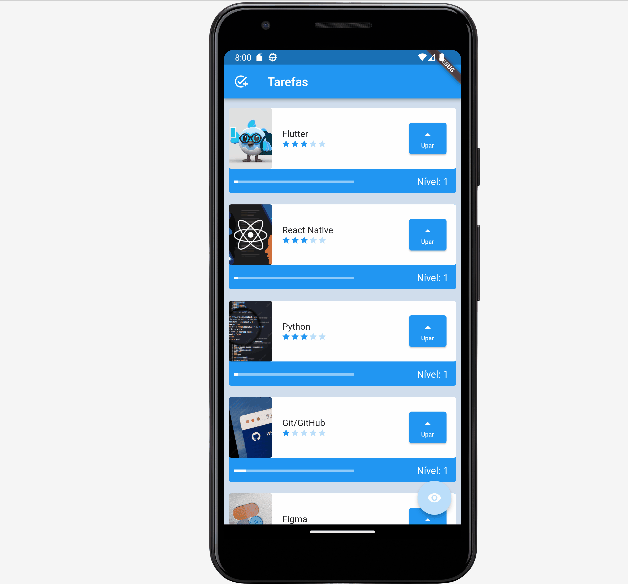 8:00
Tarefas
Flutter
Upar
Nível: 1
React Native
Upar
Nível: 1
Python
Upar
Nível: 1
Git/GitHub
Upar
Nível: 1
Figma
Upar